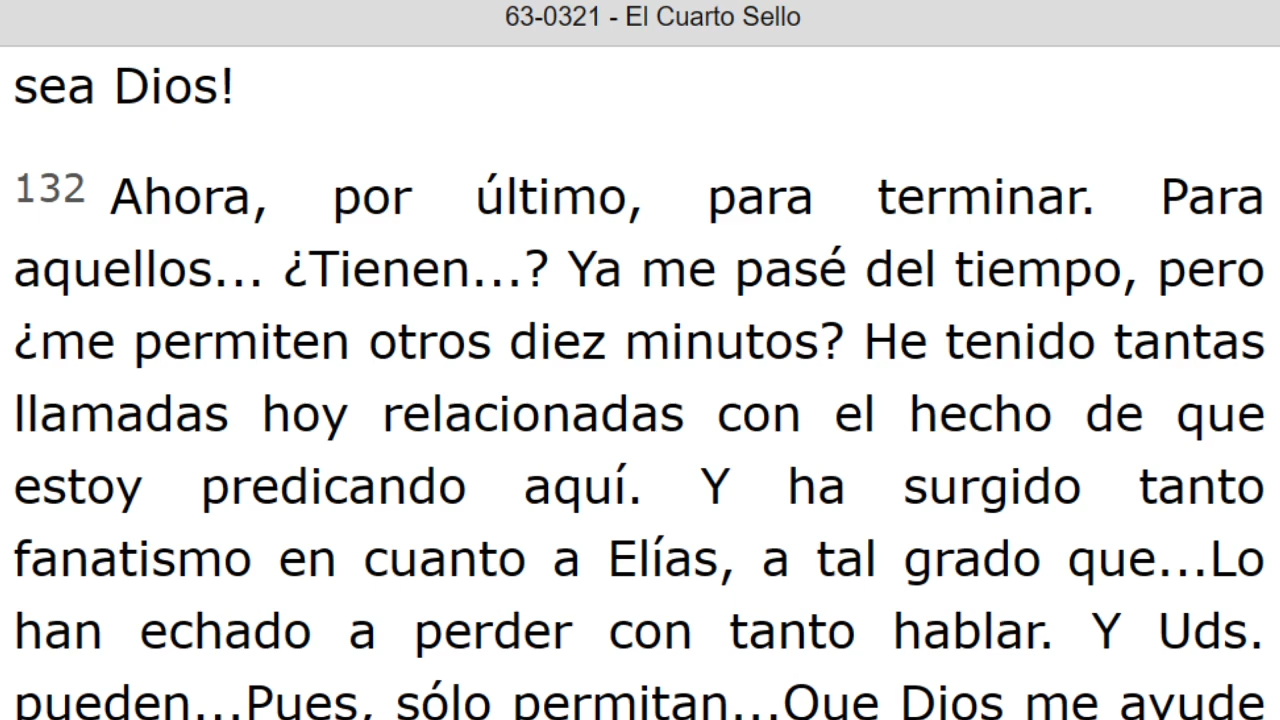 63-0321 - El Cuarto Sello
sea Dios!
132 Ahora, por último, para terminar. Para
aquellos... ¿Tienen...? Ya me pasé del tiempo, pero
¿me permiten otros diez minutos? He tenido tantas
llamadas hoy relacionadas con el hecho de que
estoy predicando aquí. Y ha surgido tanto
fanatismo en cuanto a Elías, a tal grado que...Lo
han echado a perder con tanto hablar. Y Uds.
pueden...Pues, sólo permitan...Que Dios me ayude